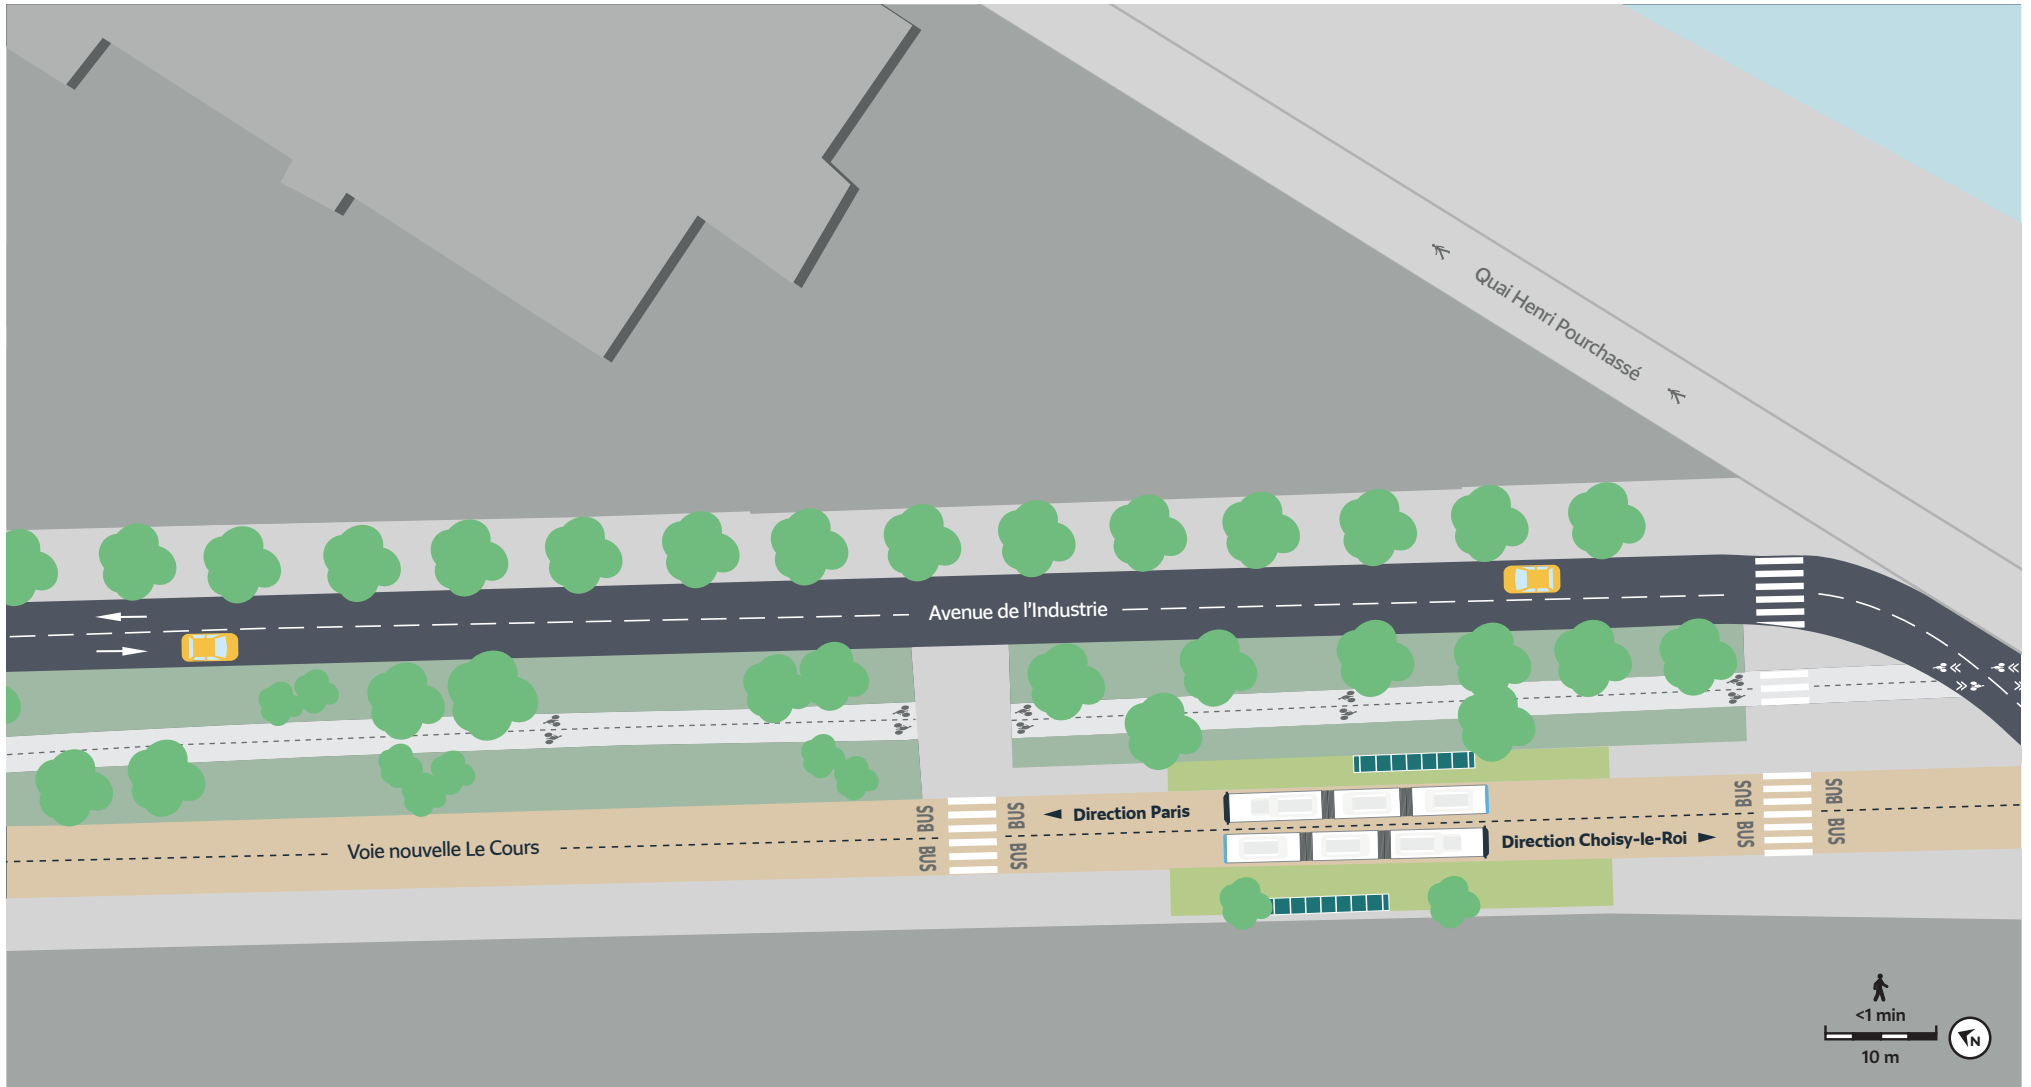 Quai Henri Pourchassé
Avenue de l'Industrie
BUS
BUS
BUS
BUS
Direction Paris
Voie nouvelle Le Cours
BUS
BUS
BUS
BUS
Direction Choisy-le-Roi
<1 min
10 m
N